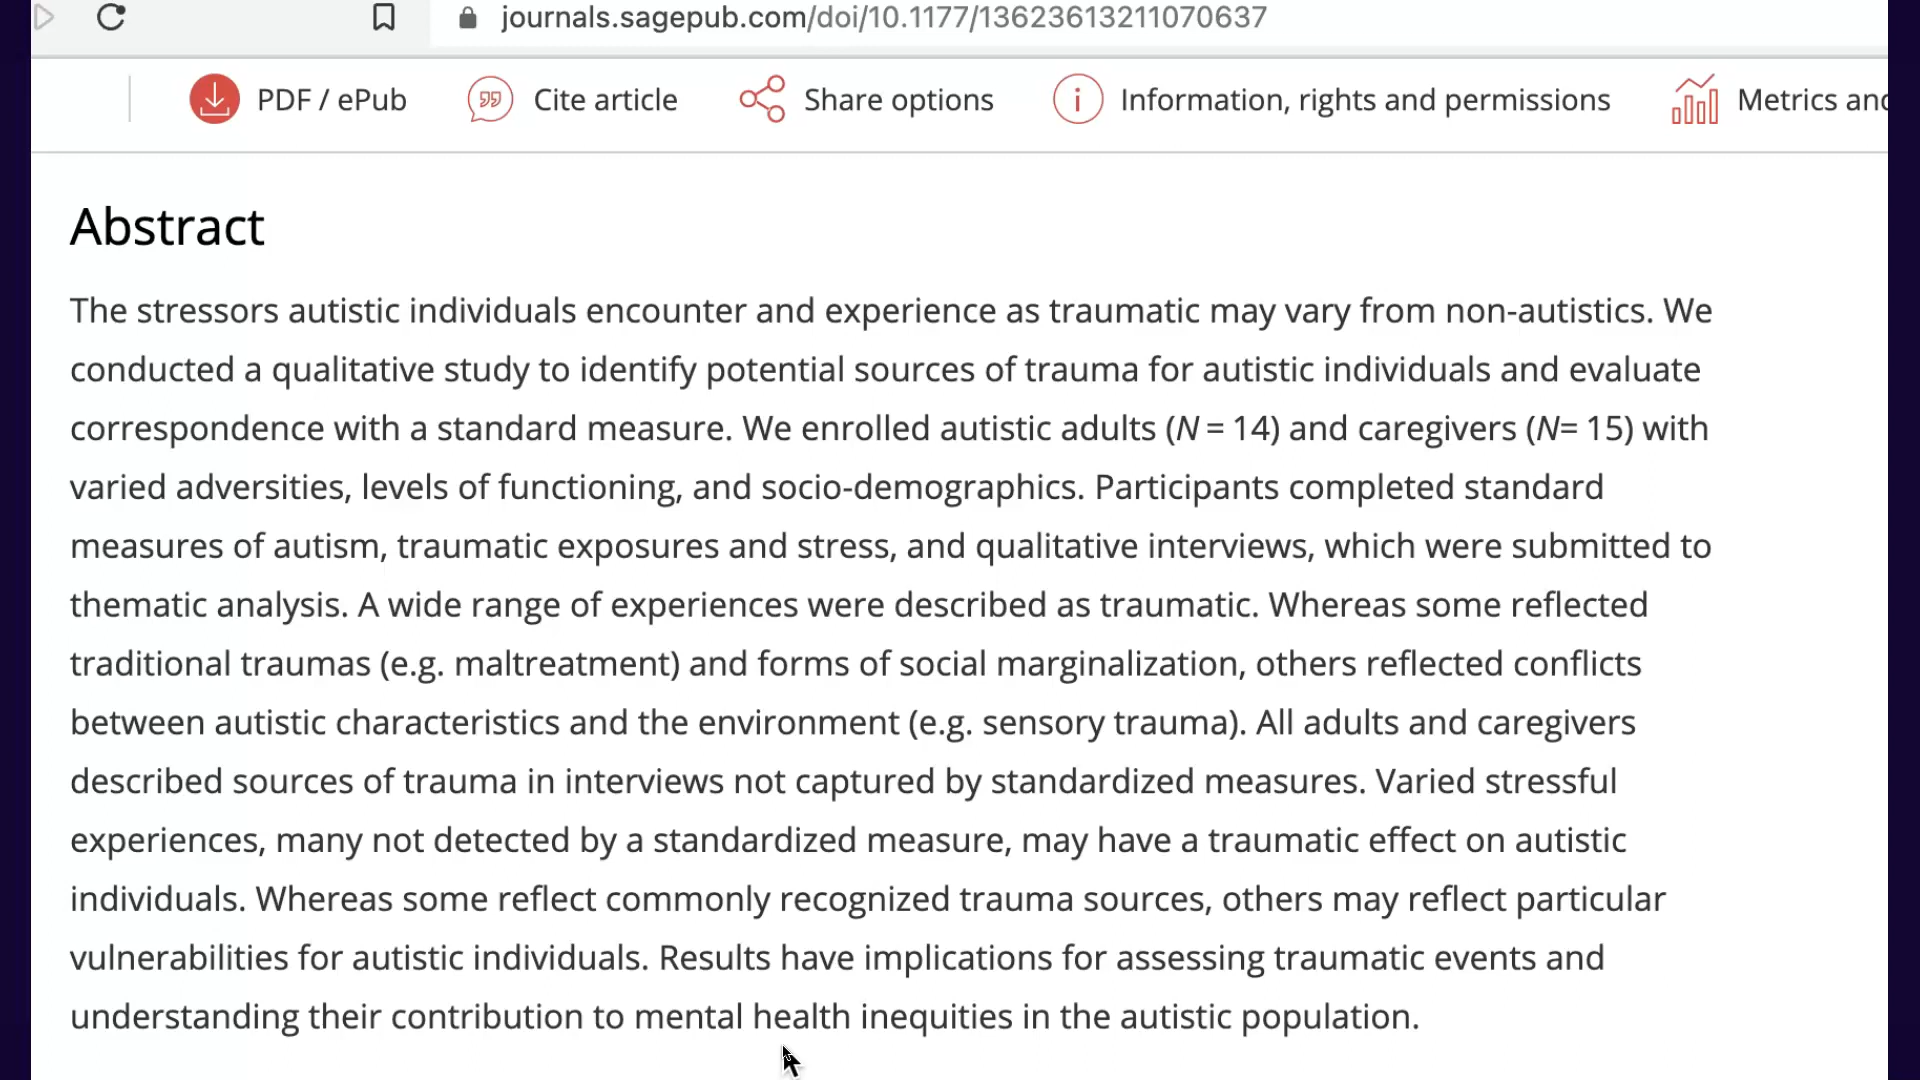 journals.sagepub.com/doi/10.1177/13623613211070637
PDF / ePub Cite article Share options Information, rights and permissions Metrics and
Abstract
The stressors autistic individuals encounter and experience as traumatic may vary from non-autistics. We
conducted a qualitative study to identify potential sources of trauma for autistic individuals and evaluate
correspondence with a standard measure. We enrolled autistic adults (N = 14) and caregivers (N= 15) with
varied adversities, levels of functioning, and socio-demographics. Participants completed standard
measures of autism, traumatic exposures and stress, and qualitative interviews, which were submitted to
thematic analysis. A wide range of experiences were described as traumatic. Whereas some reflected
traditional traumas (e.g. maltreatment) and forms of social marginalization, others reflected conflicts
between autistic characteristics and the environment (e.g. sensory trauma). All adults and caregivers
described sources of trauma in interviews not captured by standardized measures. Varied stressful
experiences, many not detected by a standardized measure, may have a traumatic effect on autistic
individuals. Whereas some reflect commonly recognized trauma sources, others may reflect particular
vulnerabilities for autistic individuals. Results have implications for assessing traumatic events and
understanding their contribution to mental health inequities in the autistic population.